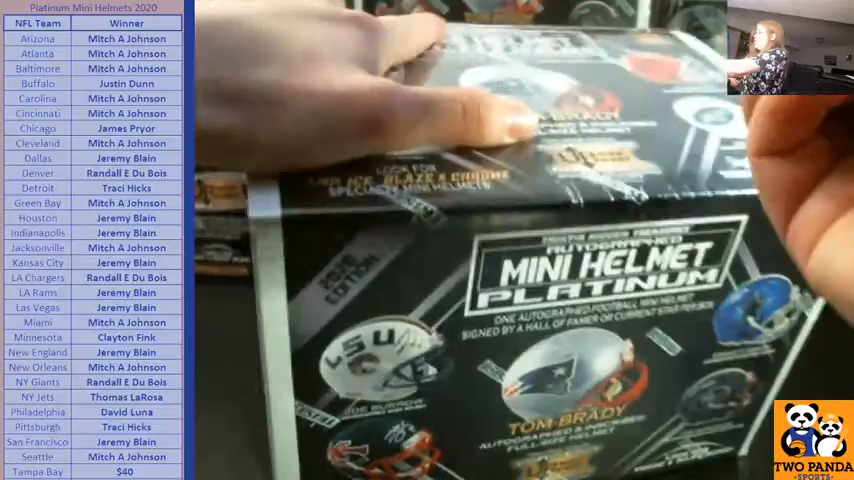 Platinum Mini Helmets 2020
NFL Team Winner
Arizona Mitch A Johnson
Atlanta Mitch A Johnson
Baltimore Mitch A Johnson
Buffalo Justin Dunn
Carolina Mitch A Johnson
Cincinnati Mitch A Johnson
Chicago James Pryor
Cleveland Mitch A Johnson
Dallas Jeremy Blain
Denver Randall E Du Bois
Detroit Traci Hicks
Green Bay Mitch A Johnson
Houston Jeremy Blain
Indianapolis Jeremy Blain
Jacksonville Mitch A Johnson
Kansas City Jeremy Blain
LA Chargers Randall E Du Bois
LA Rams Jeremy Blain
Las Vegas Jeremy Blain
Miami Mitch A Johnson
Minnesota Clayton Fink
New England Jeremy Blain
New Orleans Mitch A Johnson
NY Giants Randall E Du Bois
NY Jets Thomas LaRosa
Philadelphia David Luna
Pittsburgh Traci Hicks
San Francisco Jeremy Blain
Seattle Mitch A Johnson
Tampa Bay $40
LOOK FOR
ICE, BLAZE & CHROME
MINI HELMETS
2020
EDITION
AUTOGRAPHED
MINI HELMET
PLATINUM
ONE AUTOGRAPHED FOOTBALL MINI HELMET
SIGNED BY A HALL OF FAMER OR CURRENT STAR PER BOX
LSU
JOE BURROW
TOM BRADY
AUTOGRAPHED & INSCRIBED
FULL-SIZE HELMET
TWO PANDA
-SPORTS-